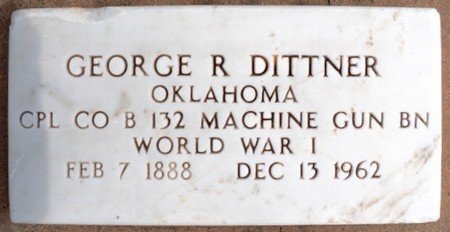 GEORGE R DITTNER
OKLAHOMA
CPL CO B 132 MACHINE GUN BN
WORLD WAR I
FEB 7 1888 DEC 13 1962